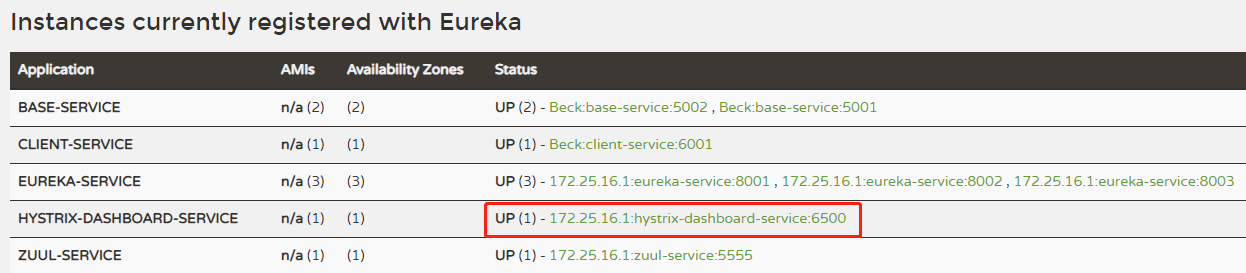 Instances currently registered with Eureka
Application AMIs Availability Zones Status
BASE-SERVICE n/a (2) (2) UP (2) - Beck:base-service:5002 , Beck:base-service:5001
CLIENT-SERVICE n/a (1) (1) UP (1) - Beck:client-service:6001
EUREKA-SERVICE n/a (3) (3) UP (3) - 172.25.16.1:eureka-service:8001 , 172.25.16.1:eureka-service:8002 , 172.25.16.1:eureka-service:8003
HYSTRIX-DASHBOARD-SERVICE n/a (1) (1) UP (1) - 172.25.16.1:hystrix-dashboard-service:6500
ZUUL-SERVICE n/a (1) (1) UP (1) - 172.25.16.1:zuul-service:5555